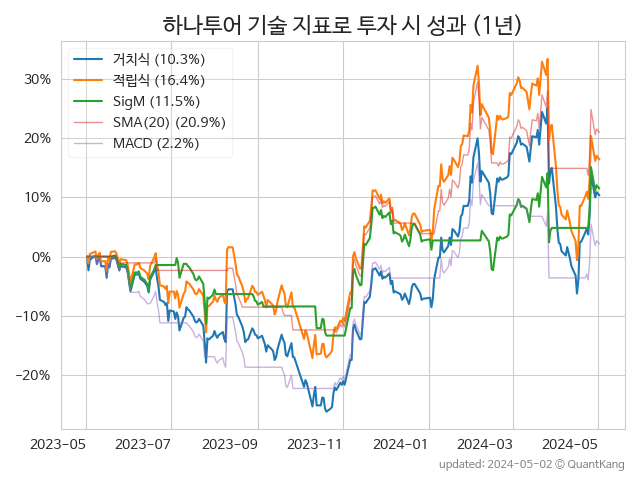 하나투어 기술 지표로 투자 시 성과 (1년)
거치식 (10.3%)
적립식 (16.4%)
SigM (11.5%)
SMA(20) (20.9%)
MACD (2.2%)
30%
20%
10%
0%
−10%
−20%
2023-05 2023-07 2023-09 2023-11 2024-01 2024-03 2024-05
updated: 2024-05-02 © QuantKang